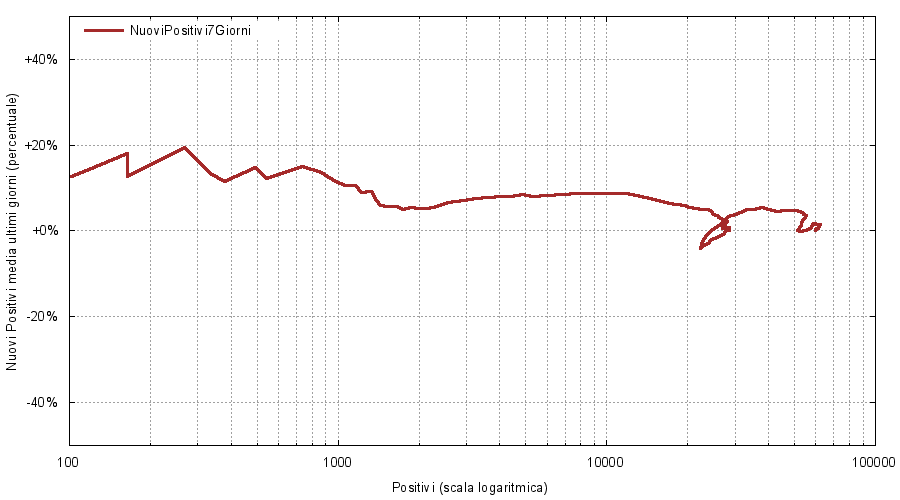 NuoviPositivi7Giorni
+40%
+20%
+0%
-20%
-40%
Nuovi Positivi media ultimi giorni (percentuale)
100 1000 10000 100000
Positivi (scala logaritmica)